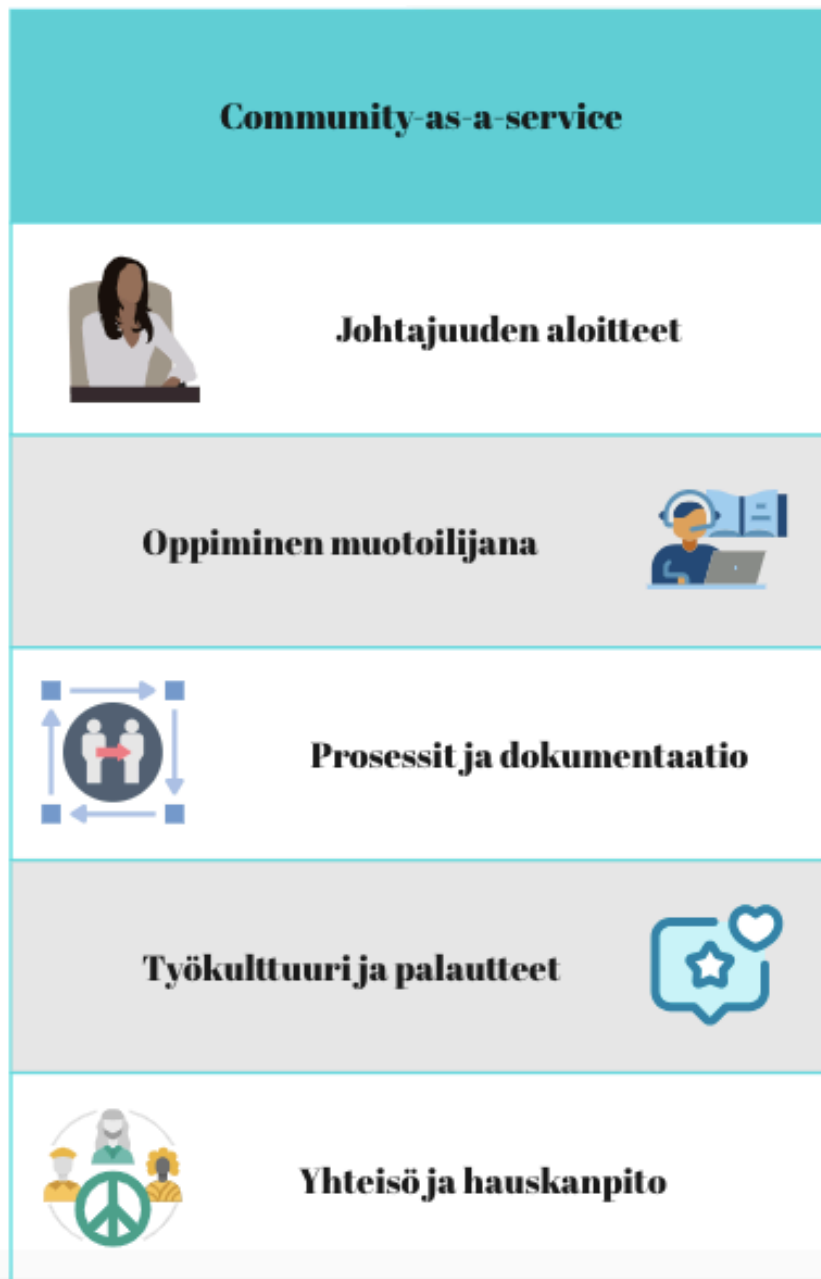 Community-as-a-service
Johtajuuden aloitteet
Oppiminen muotoilijana
Prosessit ja dokumentaatio
Työkulttuuri ja palautteet
Yhteisö ja hauskanpito